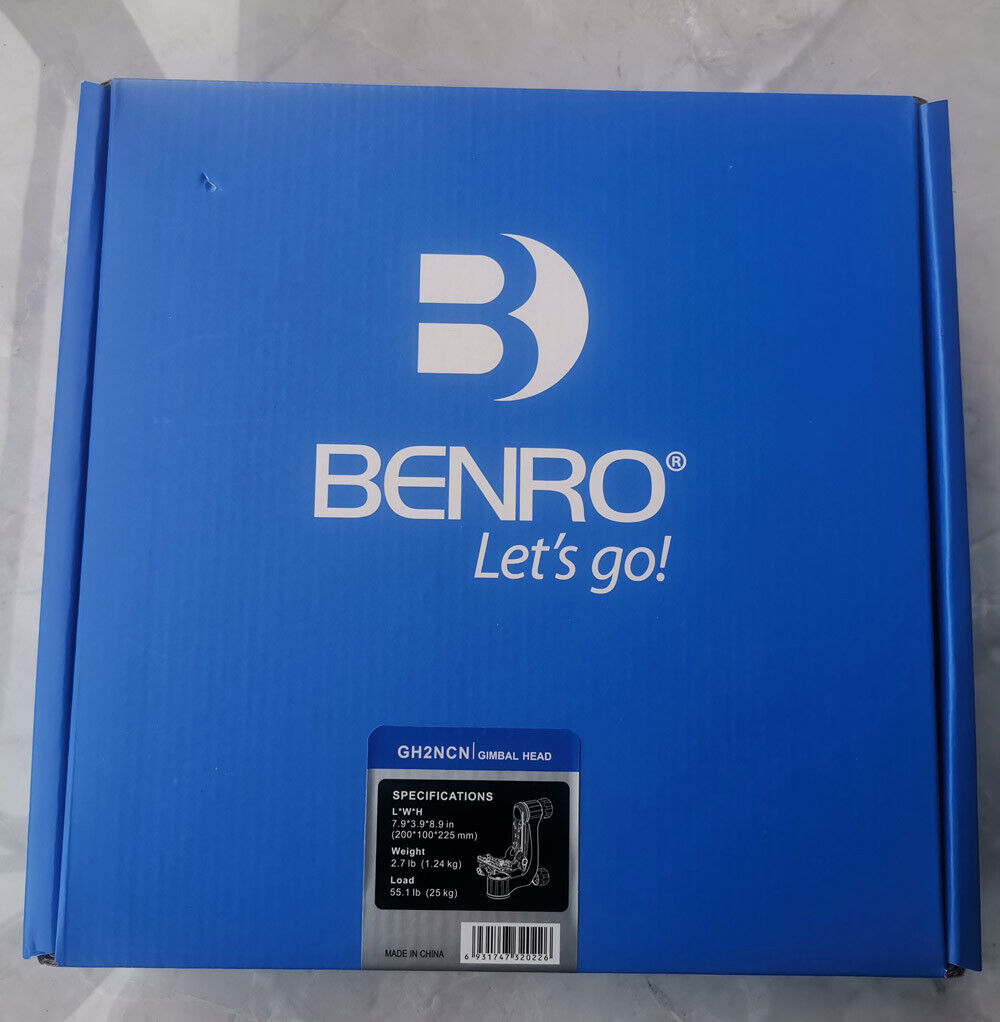 BENRO®
Let's go!
GH2NCN| GIMBAL HEAD
SPECIFICATIONS
L*W*H
7.9*3.9*8.9 in
(200*100*225 mm)
Weight
2.7 lb (1.24 kg)
Load
55.1 lb (25 kg)
MADE IN CHINA
6 931747 320226